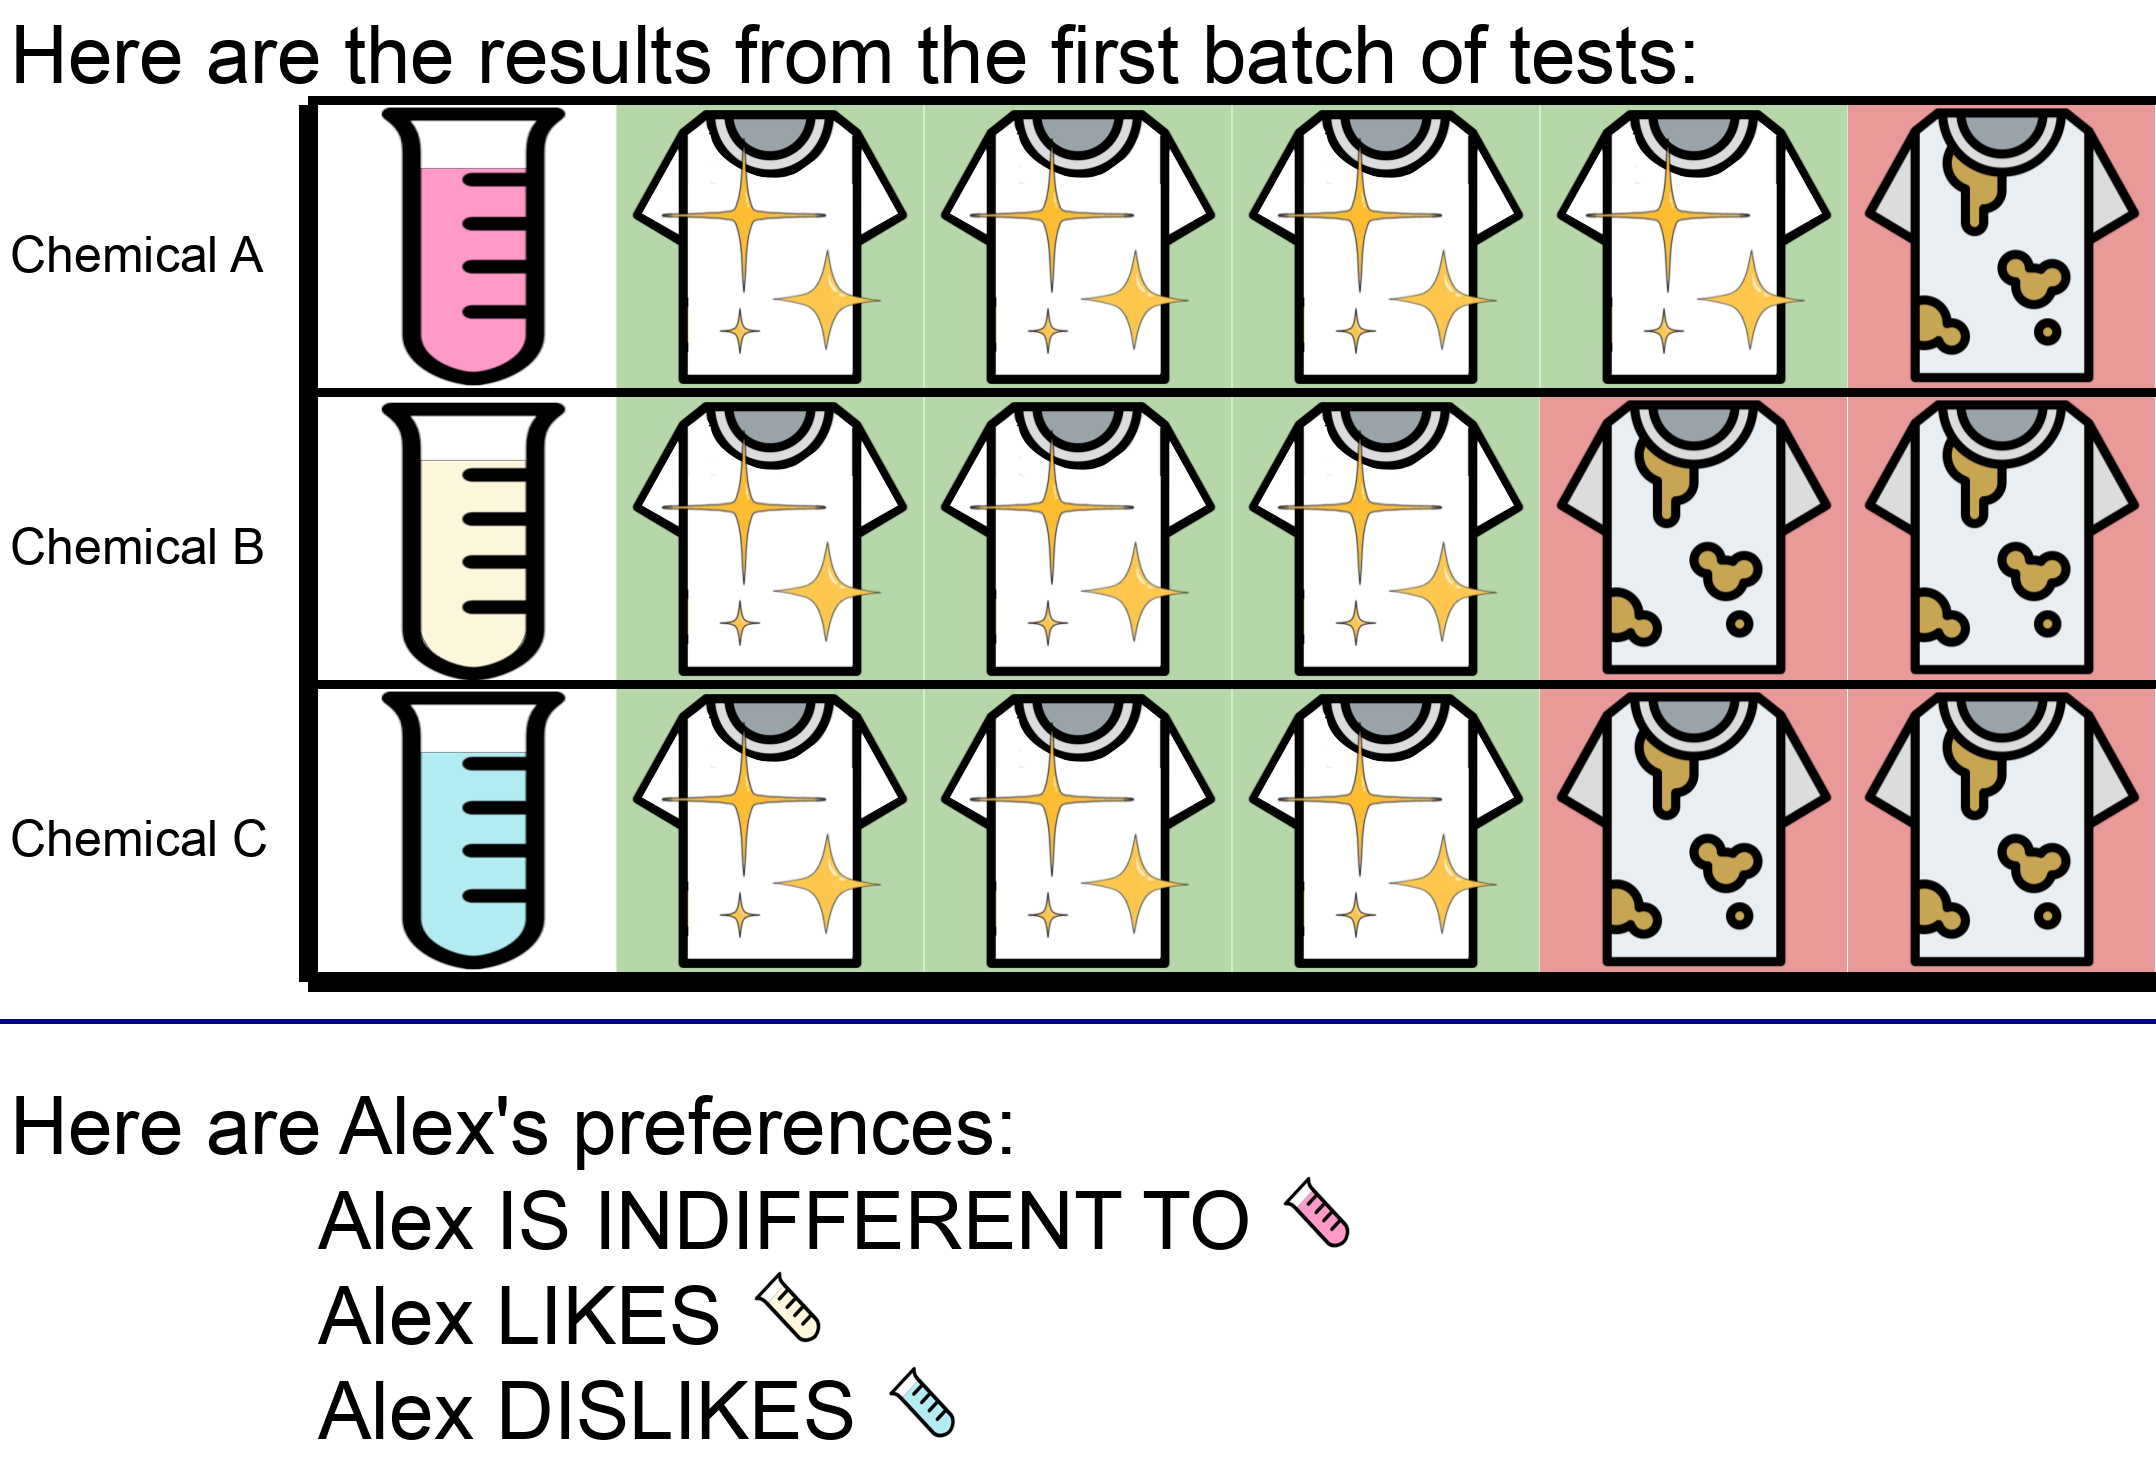 Here are the results from the first batch of tests:
Chemical A
Chemical B
Chemical C
Here are Alex's preferences:
Alex IS INDIFFERENT TO
Alex LIKES
Alex DISLIKES